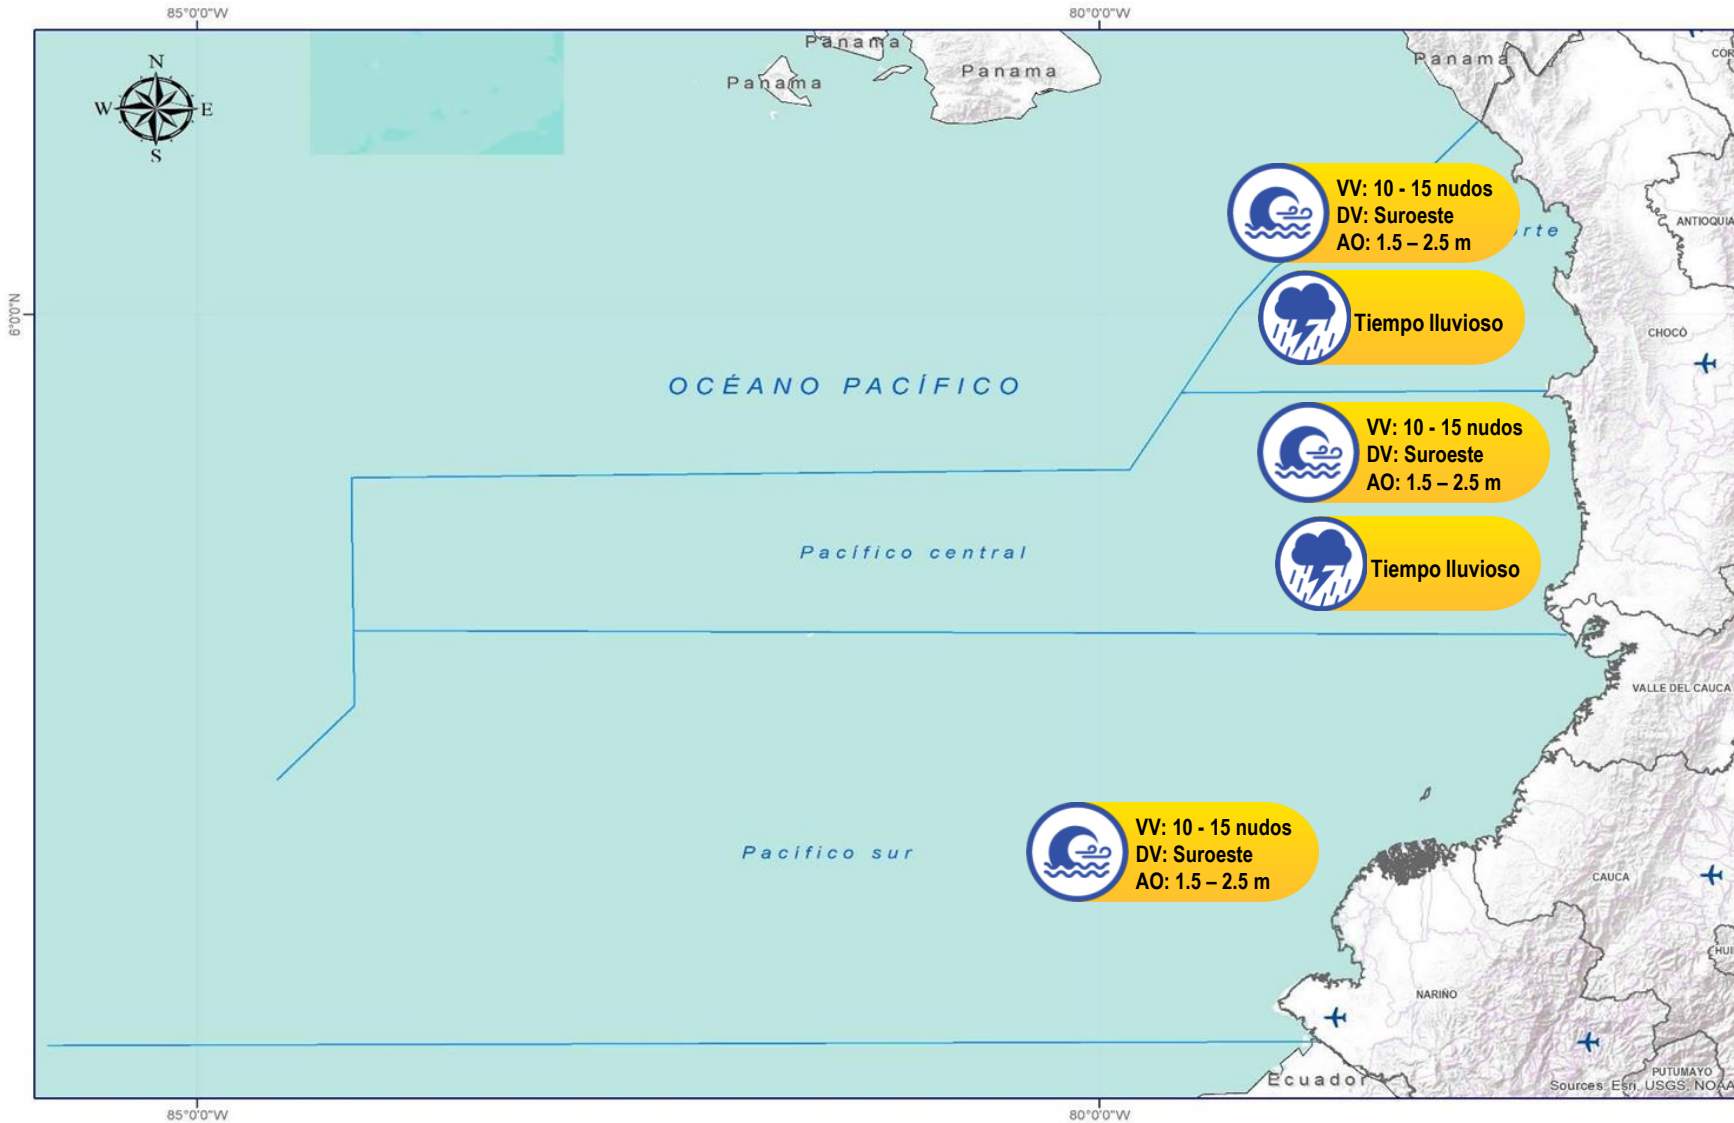 85°0'0"W
80°0'0"W
N
W
E
S
Panama
Panama
Panama
Panama
ANTIOQUIA
VV: 10 - 15 nudos
DV: Suroeste
AO: 1.5 – 2.5 m
6°0'0"N
Tiempo lluvioso
CHOCÓ
OCÉANO PACÍFICO
VV: 10 - 15 nudos
DV: Suroeste
AO: 1.5 – 2.5 m
Pacífico central
Tiempo lluvioso
VALLE DEL CAUCA
Pacífico sur
VV: 10 - 15 nudos
DV: Suroeste
AO: 1.5 – 2.5 m
CAUCA
NARIÑO
Ecuador
PUTUMAYO
Sources: Esri, USGS, NOAA
85°0'0"W
80°0'0"W